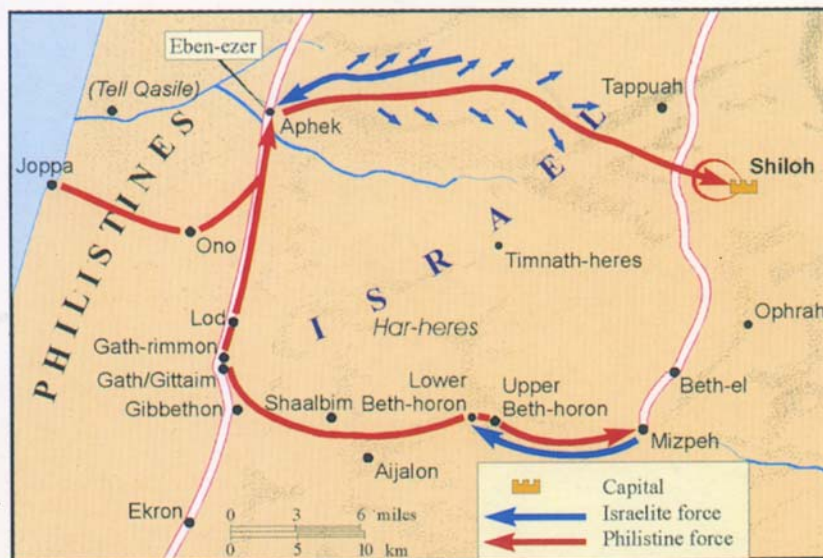 Eben-ezer
(Tell Qasile)
Tappuah
Aphek
Joppa
Shiloh
PHILISTINES
ISRAEL
Ono
Timnath-heres
Lod
Har-heres
Ophrah
Gath-rimmon
Gath/Gittaim
Lower
Beth-horon
Upper
Beth-horon
Beth-el
Gibbethon
Shaalbim
Mizpeh
Aijalon
Ekron
0 3 6 miles
0 5 10 km
Capital
Israelite force
Philistine force